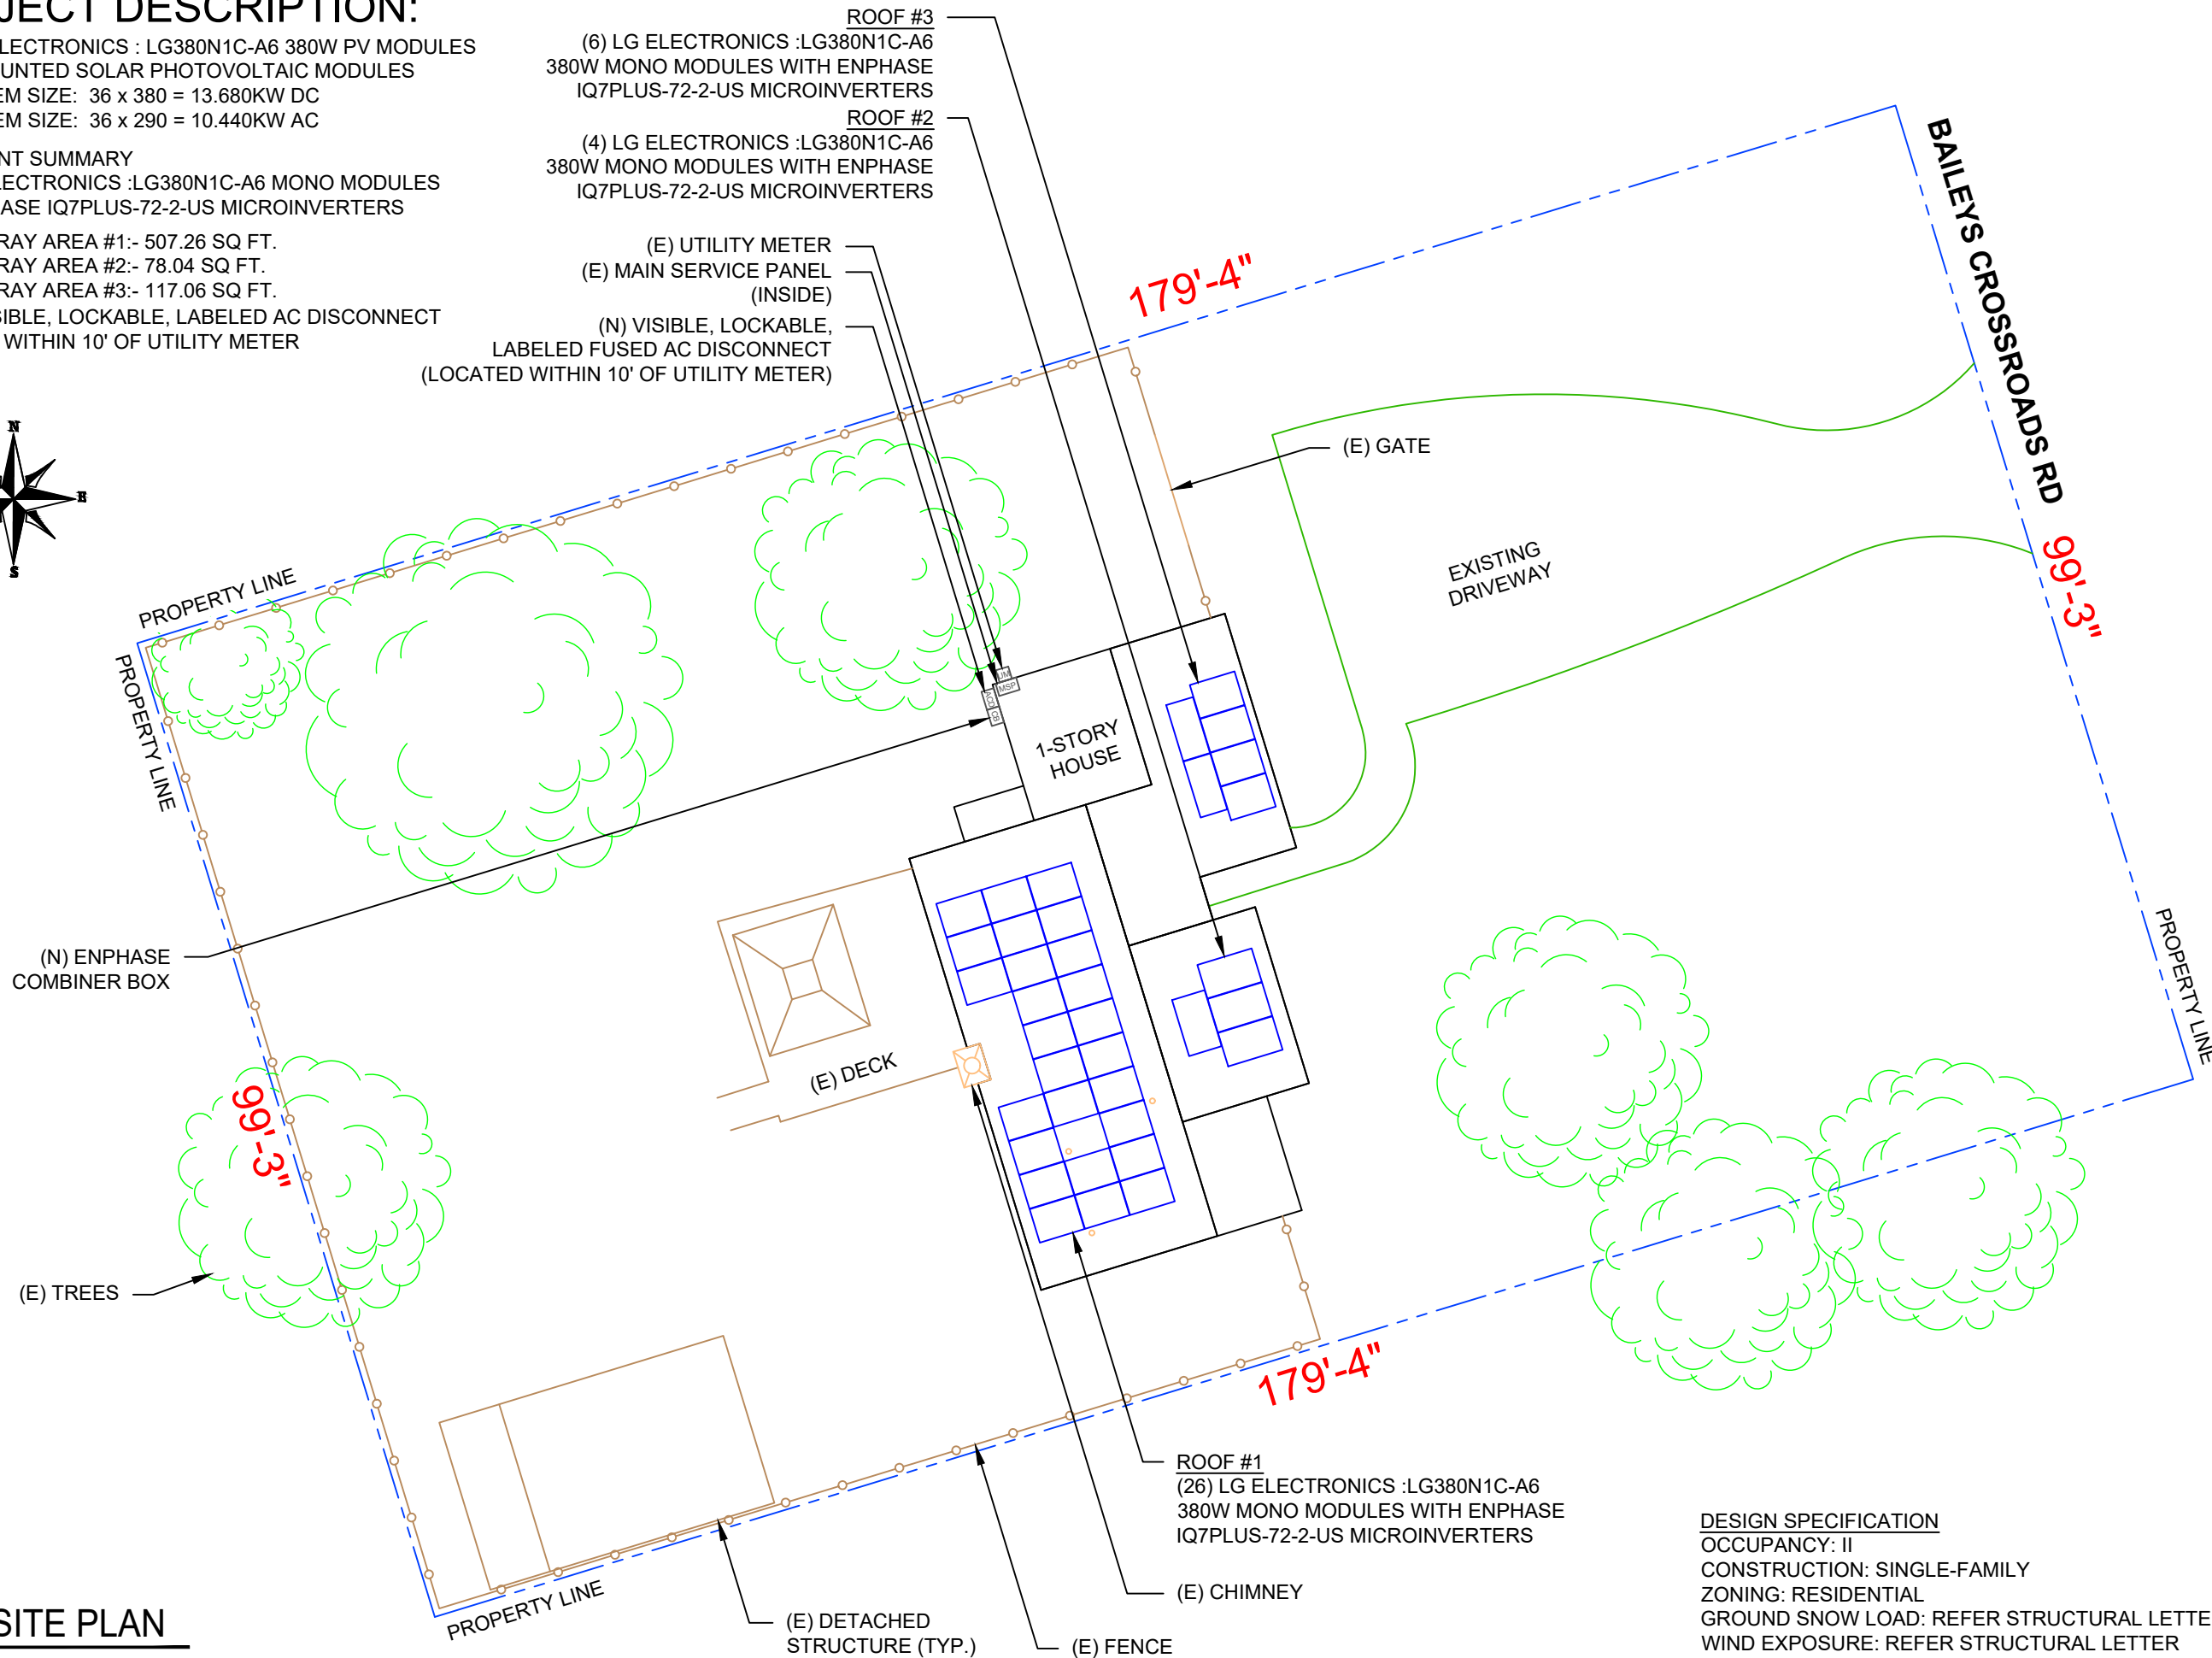 JECT DESCRIPTION:
LECTRONICS : LG380N1C-A6 380W PV MODULES
UNTED SOLAR PHOTOVOLTAIC MODULES
EM SIZE: 36 x 380 = 13.680KW DC
EM SIZE: 36 x 290 = 10.440KW AC
NT SUMMARY
LECTRONICS :LG380N1C-A6 MONO MODULES
ASE IQ7PLUS-72-2-US MICROINVERTERS
RAY AREA #1:- 507.26 SQ FT.
RAY AREA #2:- 78.04 SQ FT.
RAY AREA #3:- 117.06 SQ FT.
SIBLE, LOCKABLE, LABELED AC DISCONNECT
WITHIN 10' OF UTILITY METER
ROOF #3
(6) LG ELECTRONICS :LG380N1C-A6
380W MONO MODULES WITH ENPHASE
IQ7PLUS-72-2-US MICROINVERTERS
ROOF #2
(4) LG ELECTRONICS :LG380N1C-A6
380W MONO MODULES WITH ENPHASE
IQ7PLUS-72-2-US MICROINVERTERS
(E) UTILITY METER
(E) MAIN SERVICE PANEL
(INSIDE)
(N) VISIBLE, LOCKABLE,
LABELED FUSED AC DISCONNECT
(LOCATED WITHIN 10' OF UTILITY METER)
179'-4"
BAILEYS CROSSROADS RD
99'-3"
(E) GATE
EXISTING
DRIVEWAY
N
E
S
PROPERTY LINE
PROPERTY LINE
UM
MSP
ACD
CB
1-STORY
HOUSE
(N) ENPHASE
COMBINER BOX
(E) DECK
PROPERTY LINE
99'-3"
(E) TREES
179'-4"
ROOF #1
(26) LG ELECTRONICS :LG380N1C-A6
380W MONO MODULES WITH ENPHASE
IQ7PLUS-72-2-US MICROINVERTERS
(E) CHIMNEY
PROPERTY LINE
(E) DETACHED
STRUCTURE (TYP.)
(E) FENCE
SITE PLAN
DESIGN SPECIFICATION
OCCUPANCY: II
CONSTRUCTION: SINGLE-FAMILY
ZONING: RESIDENTIAL
GROUND SNOW LOAD: REFER STRUCTURAL LETTE
WIND EXPOSURE: REFER STRUCTURAL LETTER